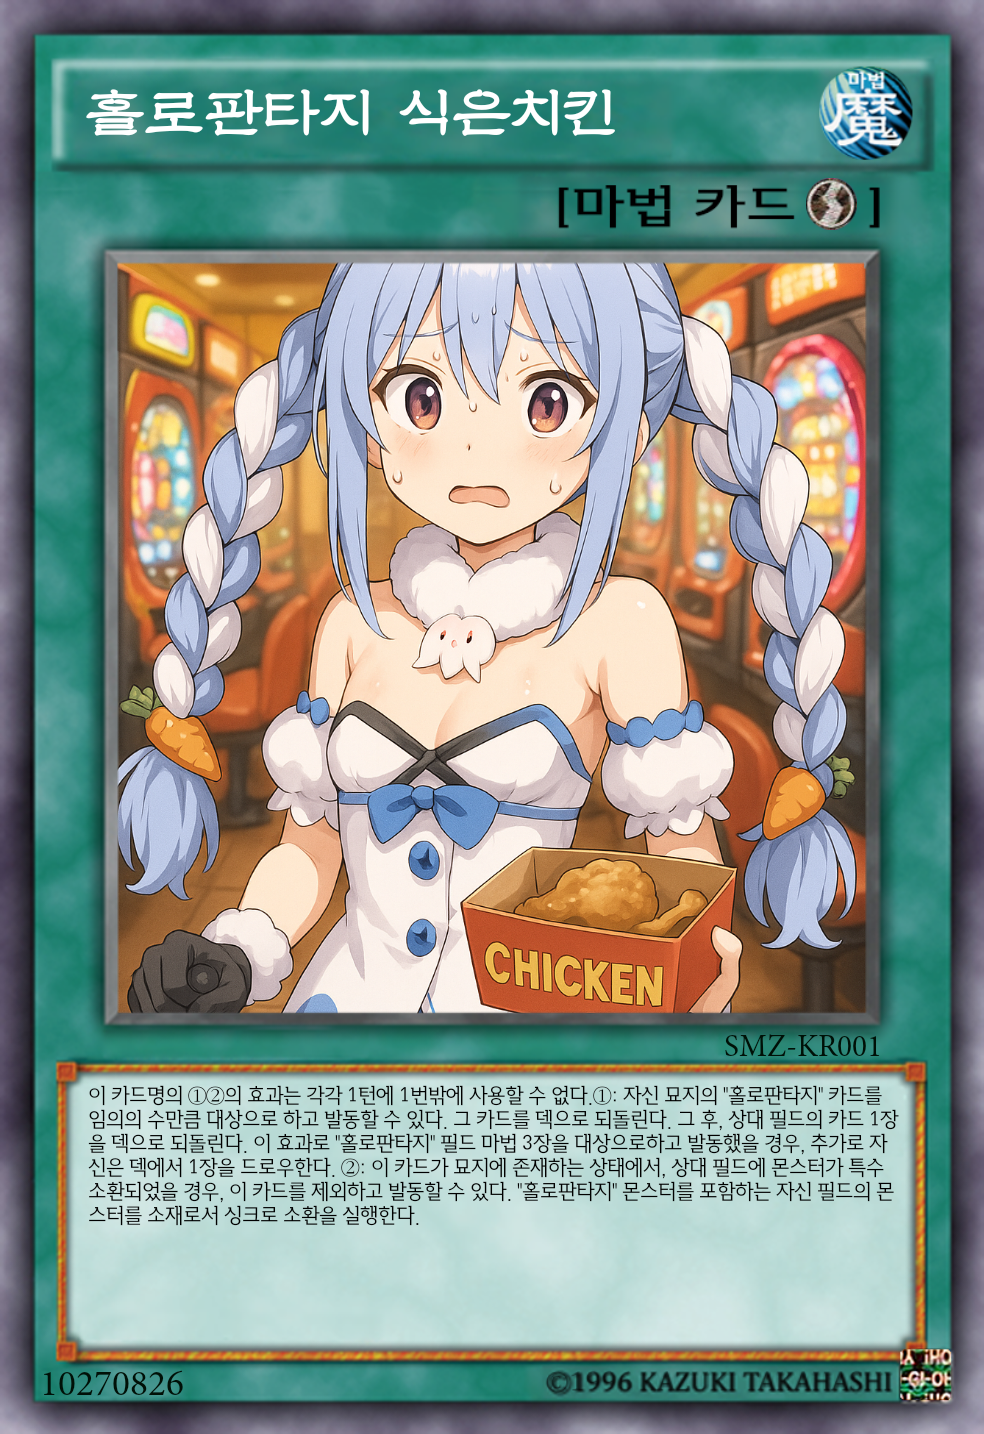 홀로판타지 식은치킨
마법
魔
[마법 카드 ]
CHICKEN
SMZ-KR001
이 카드명의 ①②의 효과는 각각 1턴에 1번밖에 사용할 수 없다.①: 자신 묘지의 "홀로판타지" 카드를
임의의 수만큼 대상으로 하고 발동할 수 있다. 그 카드를 덱으로 되돌린다. 그 후, 상대 필드의 카드 1장
을 덱으로 되돌린다. 이 효과로 "홀로판타지" 필드 마법 3장을 대상으로하고 발동했을 경우, 추가로 자
신은 덱에서 1장을 드로우한다. ②: 이 카드가 묘지에 존재하는 상태에서, 상대 필드에 몬스터가 특수
소환되었을 경우, 이 카드를 제외하고 발동할 수 있다. "홀로판타지" 몬스터를 포함하는 자신 필드의 몬
스터를 소재로서 싱크로 소환을 실행한다.
10270826
©1996 KAZUKI TAKAHASHI